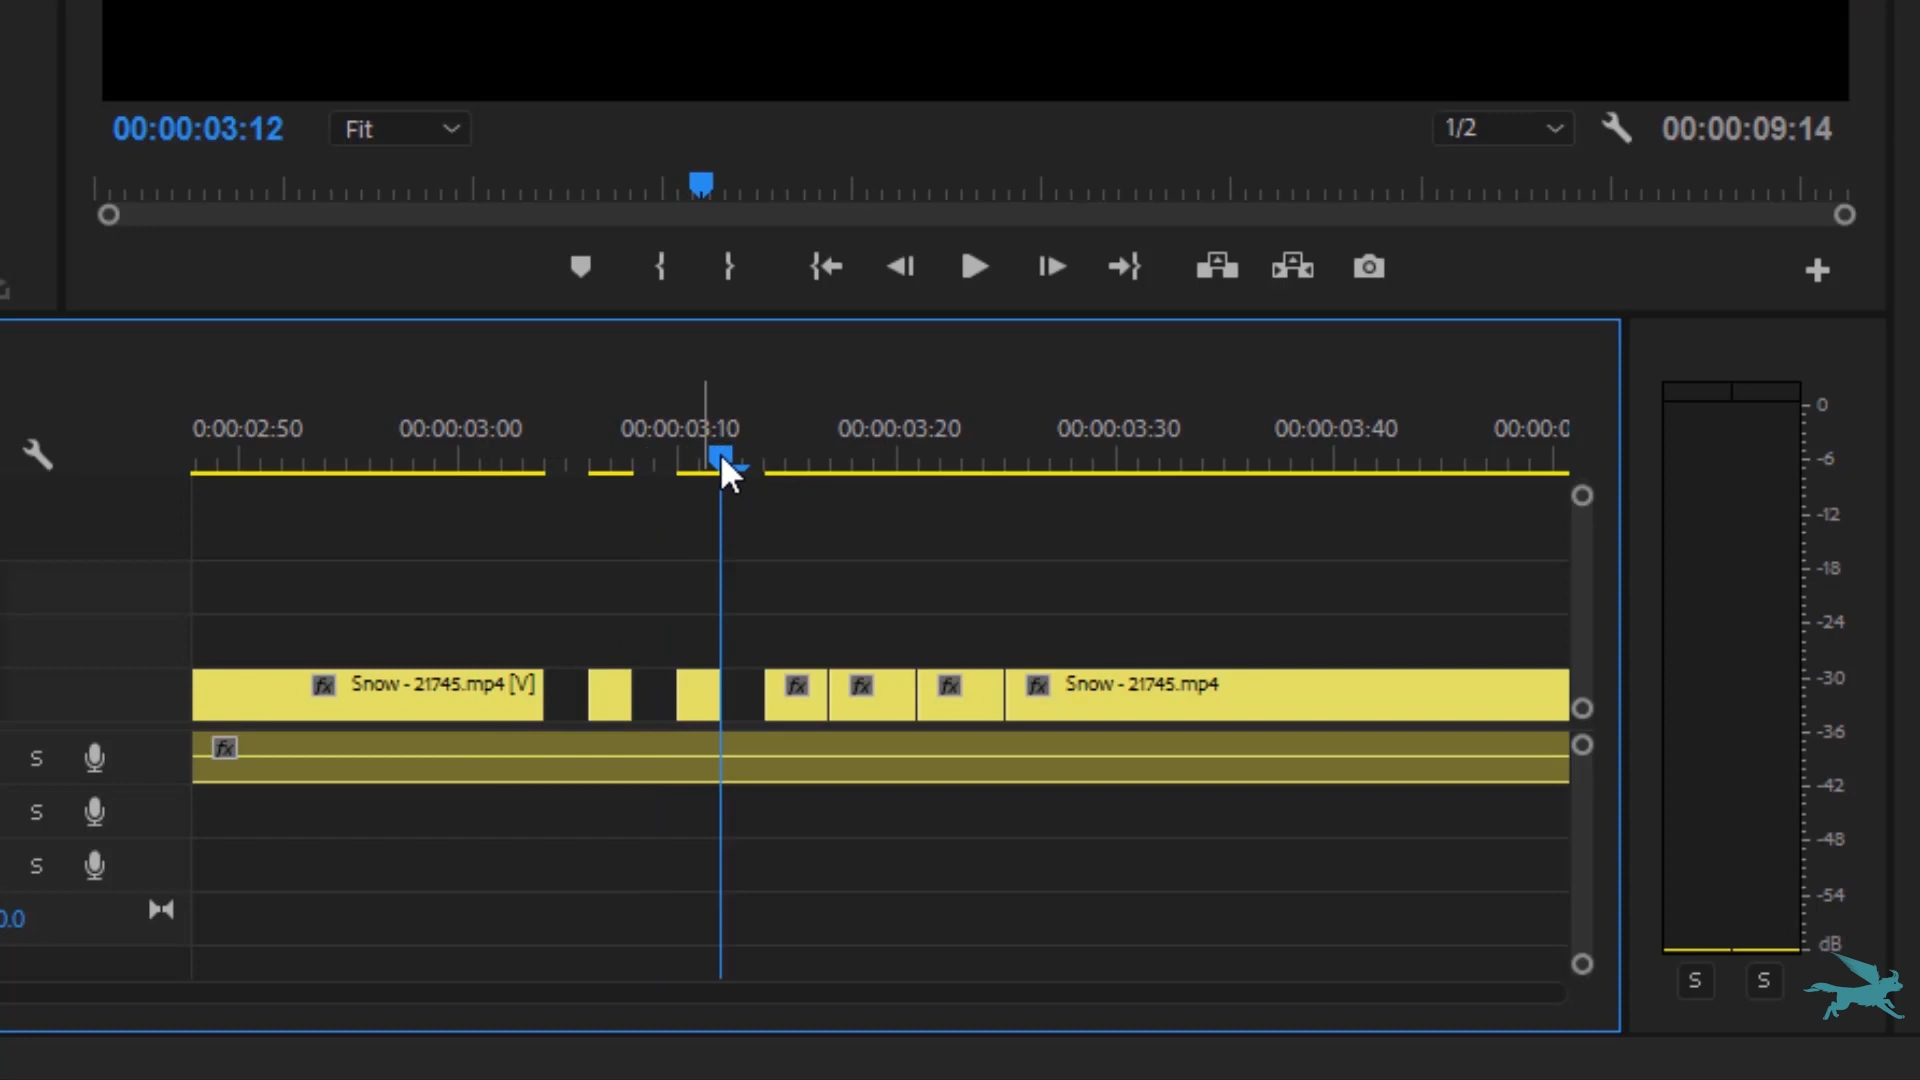 00:00:03:12 Fit 1/2 00:00:09:14
0:00:02:50 00:00:03:00 00:00:03:10 00:00:03:20 00:00:03:30 00:00:03:40 00:00:0
0
-6
-12
-18
-24
-30
-36
-42
-48
-54
dB
fx Snow - 21745.mp4 [V] fx fx fx fx Snow - 21745.mp4
S fx
S
S
0.0
S S